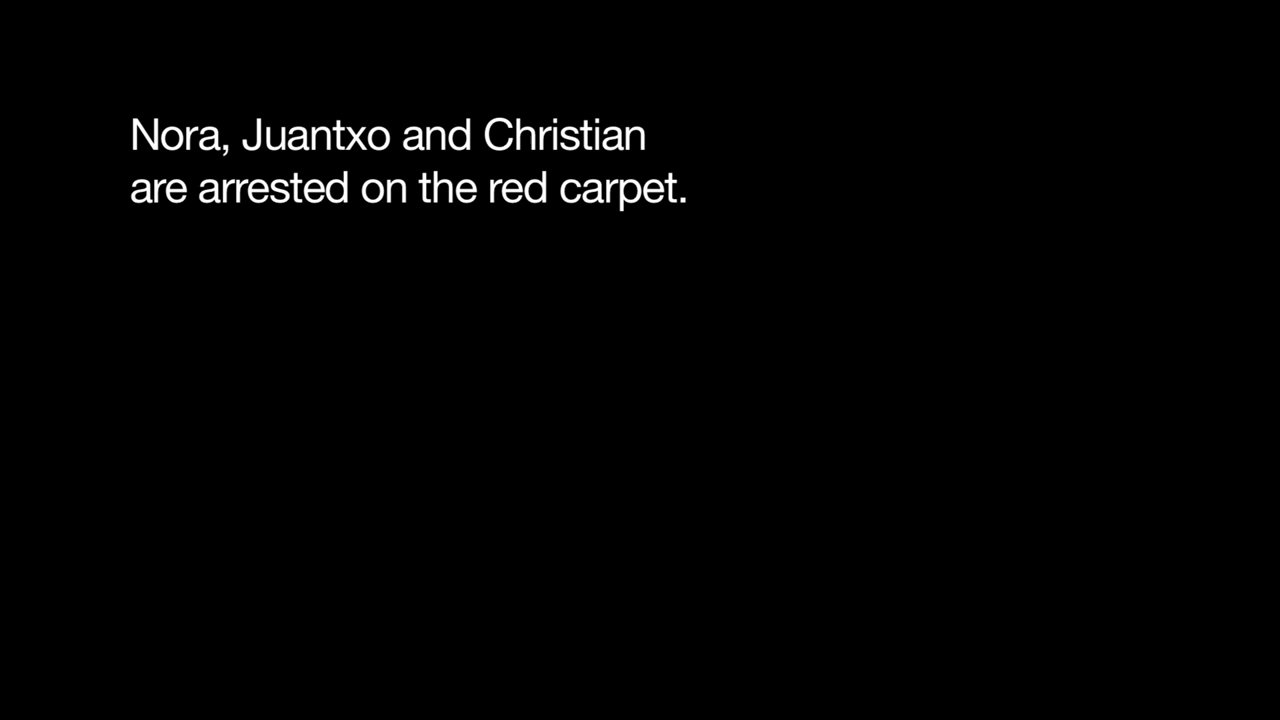 Nora, Juantxo and Christian
are arrested on the red carpet.